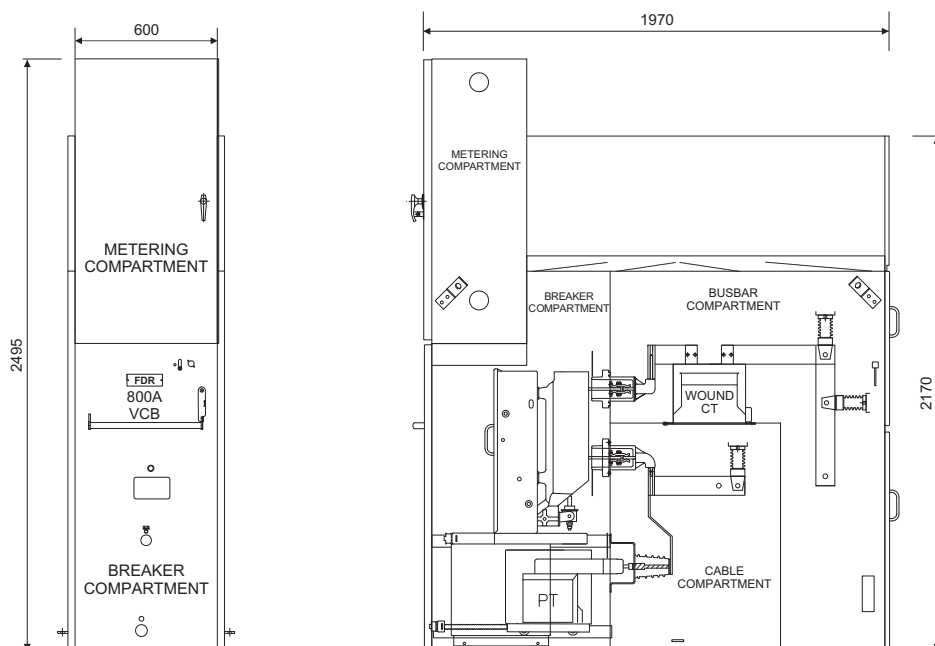 600
2495
METERING
COMPARTMENT
FDR
800A
VCB
BREAKER
COMPARTMENT
1970
METERING
COMPARTMENT
BREAKER
COMPARTMENT
BUSBAR
COMPARTMENT
WOUND
CT
2170
CABLE
COMPARTMENT
PT